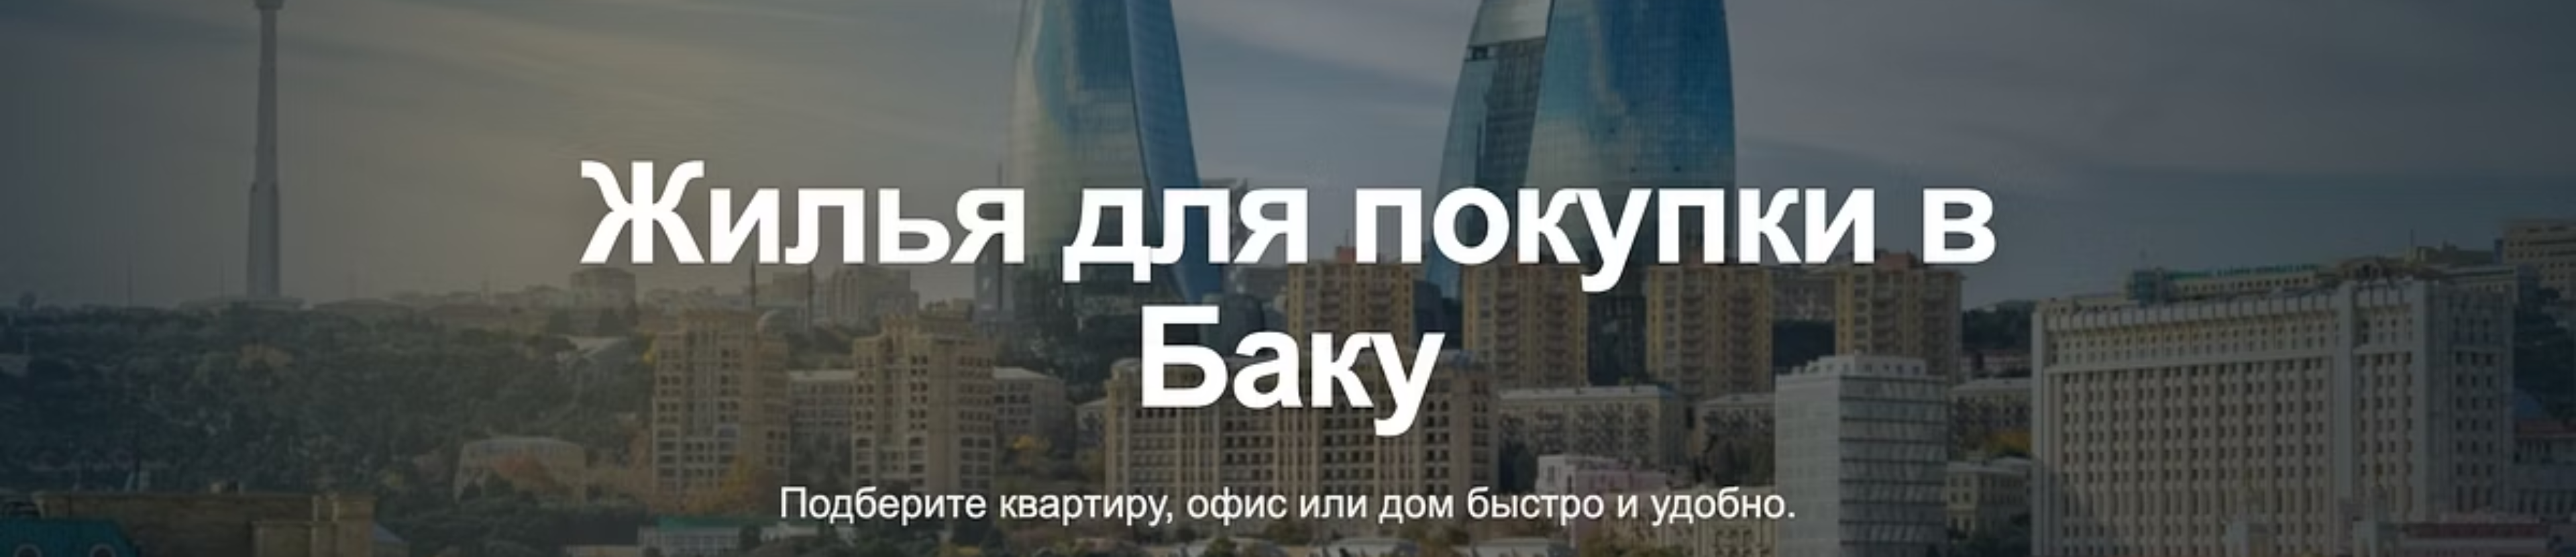 Жилья для покупки в
Баку
Подберите квартиру, офис или дом быстро и удобно.